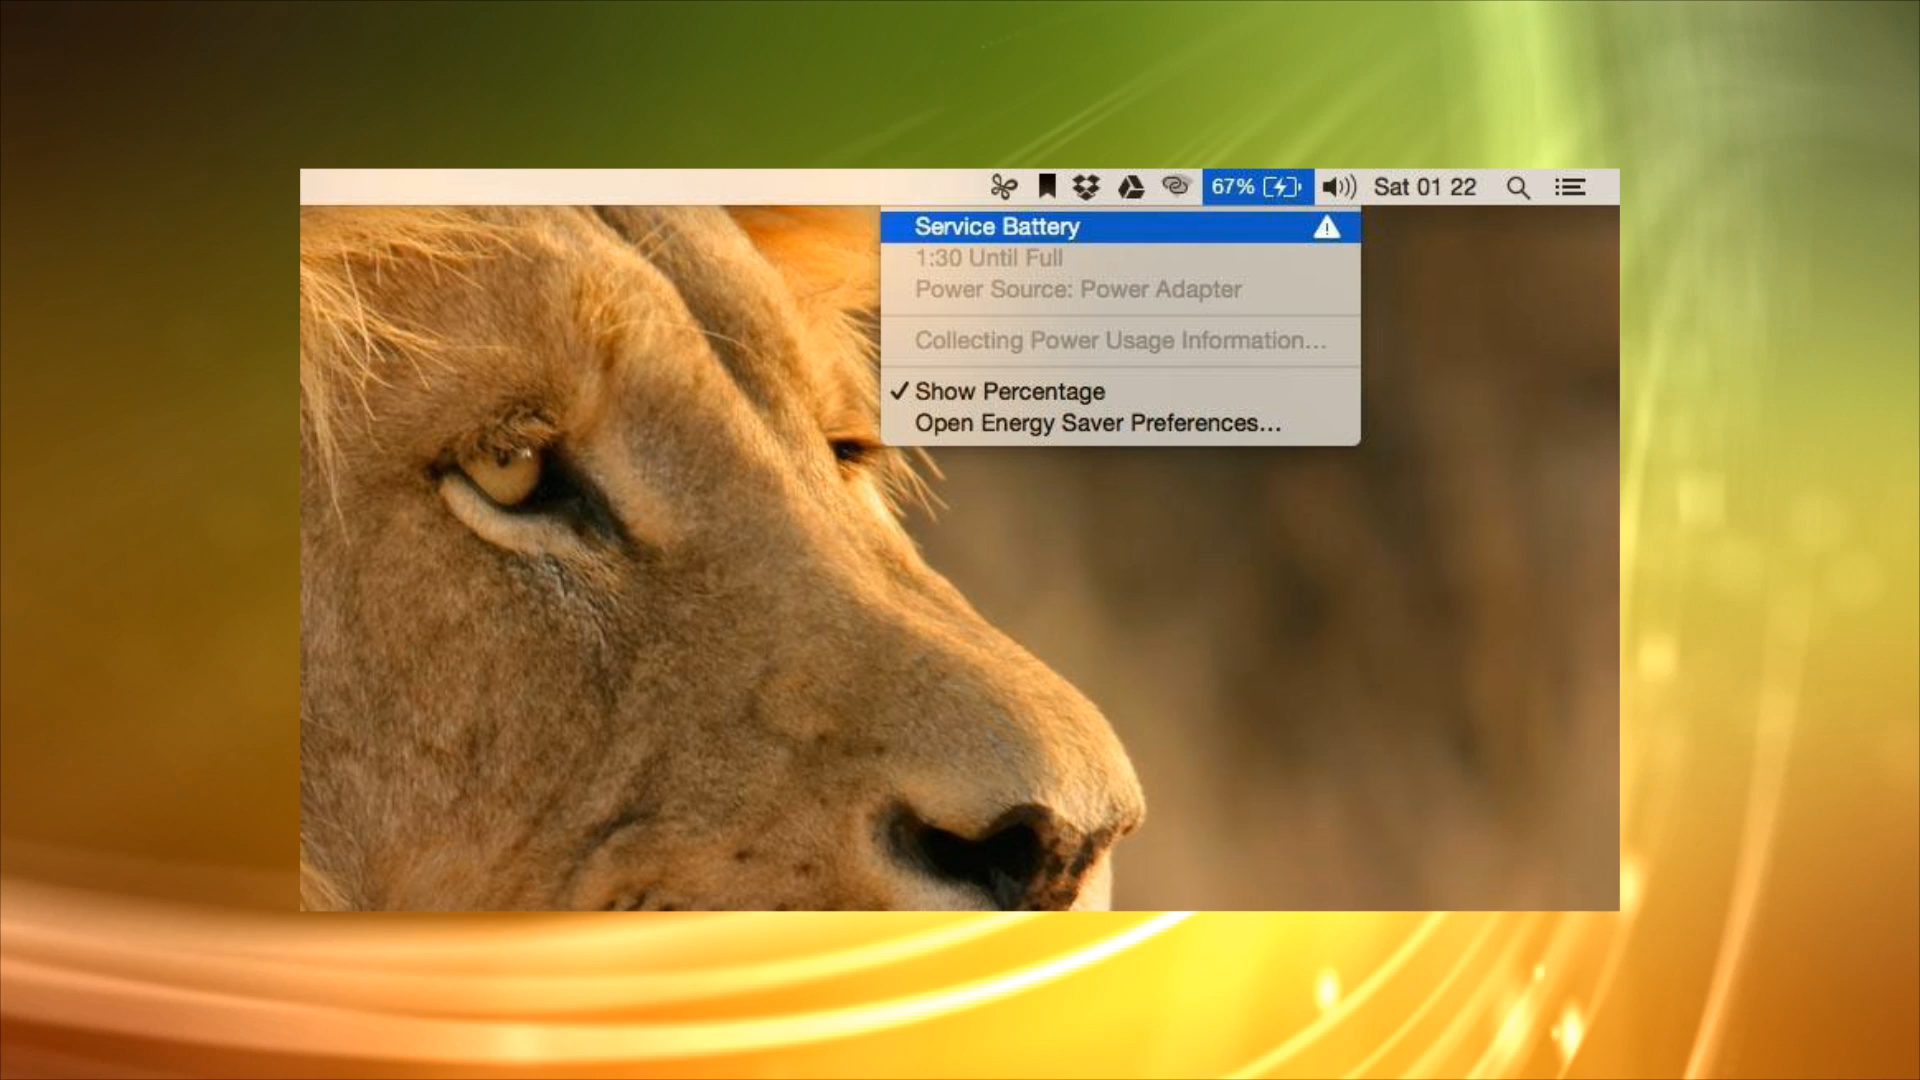 67% Sat 01 22
Service Battery
1:30 Until Full
Power Source: Power Adapter
Collecting Power Usage Information...
Show Percentage
Open Energy Saver Preferences...